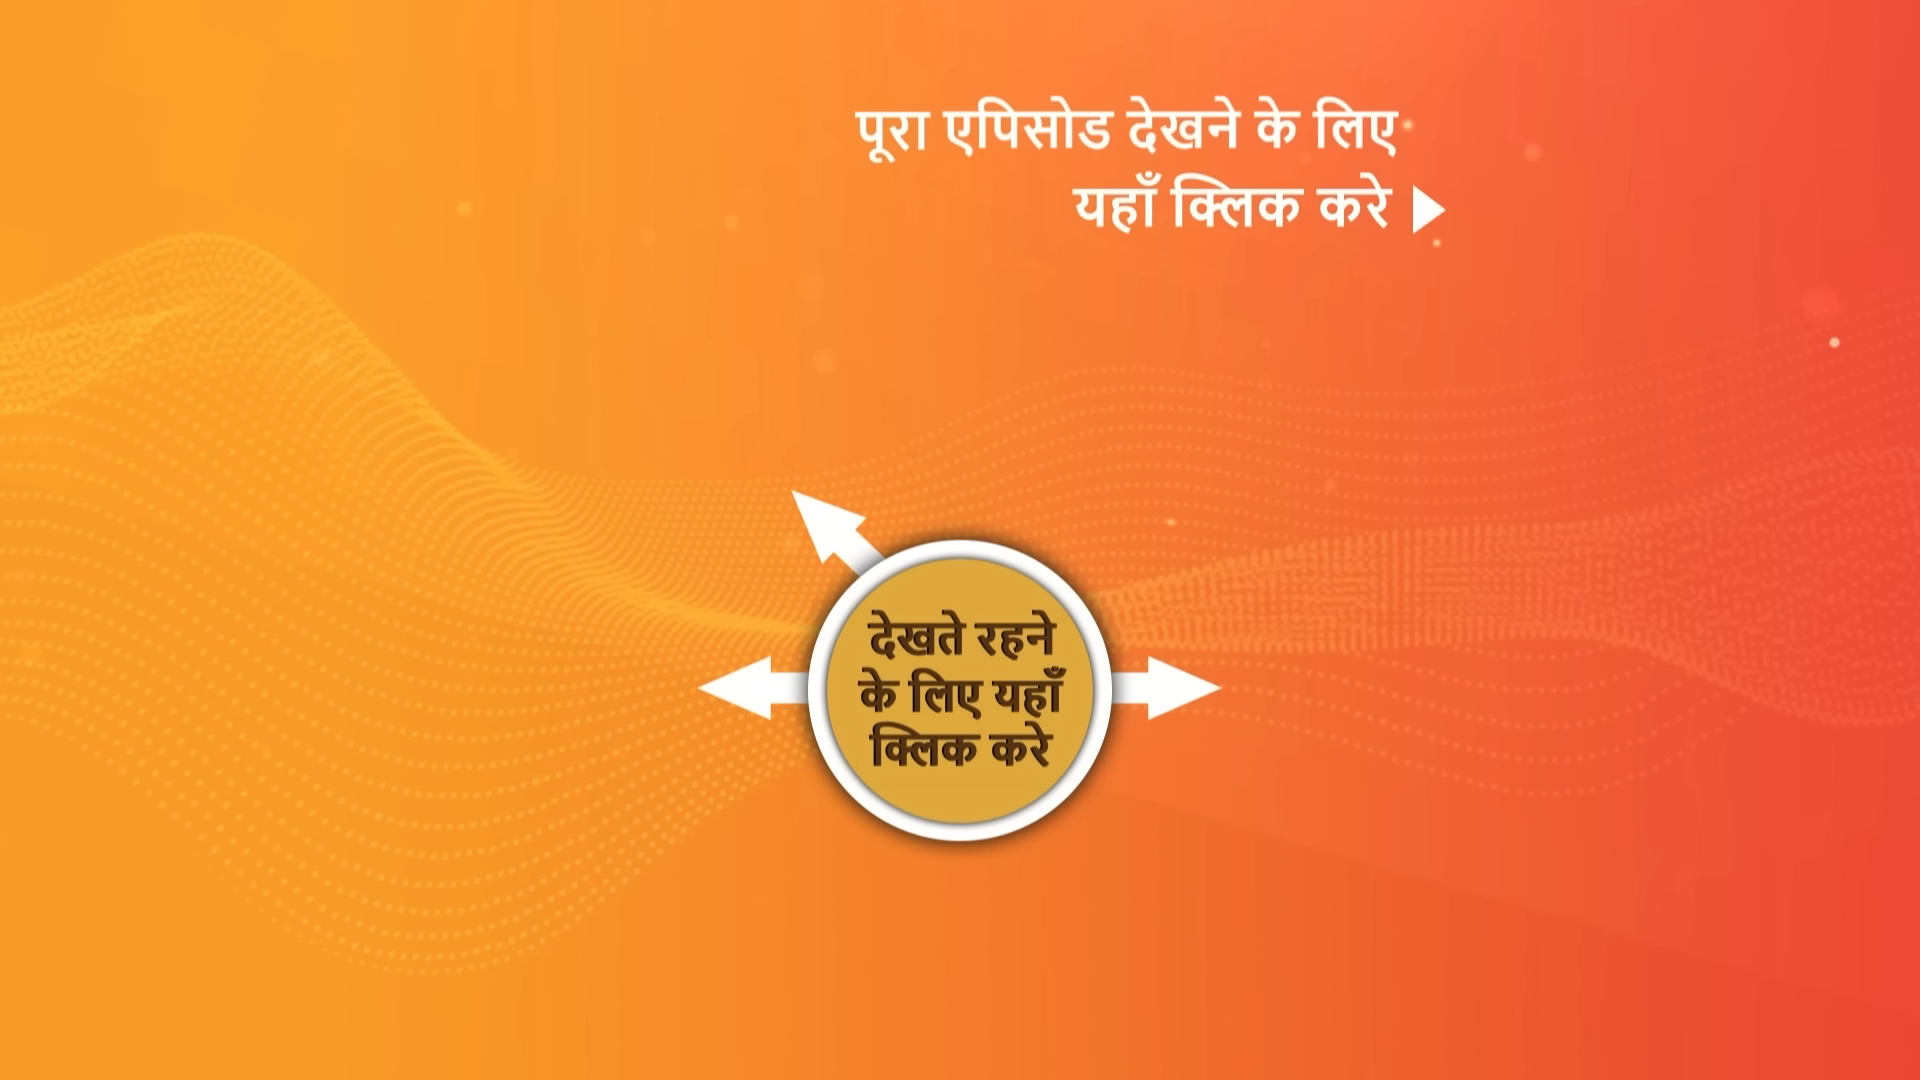 पूरा एपिसोड देखने के लिए
यहाँ क्लिक करे
देखते रहने
के लिए यहाँ
क्लिक करे